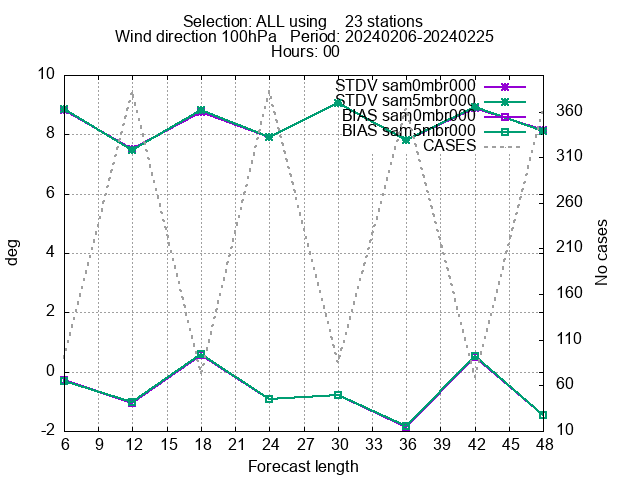 Selection: ALL using 23 stations
Wind direction 100hPa Period: 20240206-20240225
Hours: 00
STDV sam0mbr000
STDV sam5mbr000
BIAS sam0mbr000
BIAS sam5mbr000
CASES
deg
10
8
6
4
2
0
-2
No cases
360
310
260
210
160
110
60
10
6 9 12 15 18 21 24 27 30 33 36 39 42 45 48
Forecast length